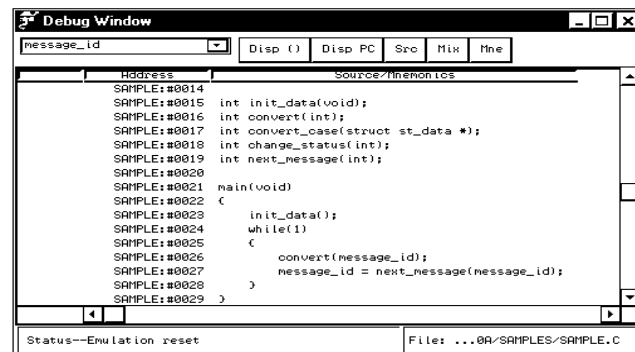 Debug Window
message_id
Disp () Disp PC Src Mix Mne
Address Source/Mnemonics
SAMPLE:#0014
SAMPLE:#0015 int init_data(void);
SAMPLE:#0016 int convert(int);
SAMPLE:#0017 int convert_case(struct st_data *);
SAMPLE:#0018 int change_status(int);
SAMPLE:#0019 int next_message(int);
SAMPLE:#0020
SAMPLE:#0021 main(void)
SAMPLE:#0022 {
SAMPLE:#0023     init_data();
SAMPLE:#0024     while(1)
SAMPLE:#0025     {
SAMPLE:#0026         convert(message_id);
SAMPLE:#0027         message_id = next_message(message_id);
SAMPLE:#0028     }
SAMPLE:#0029 }
Status--Emulation reset File: ...0A/SAMPLES/SAMPLE.C